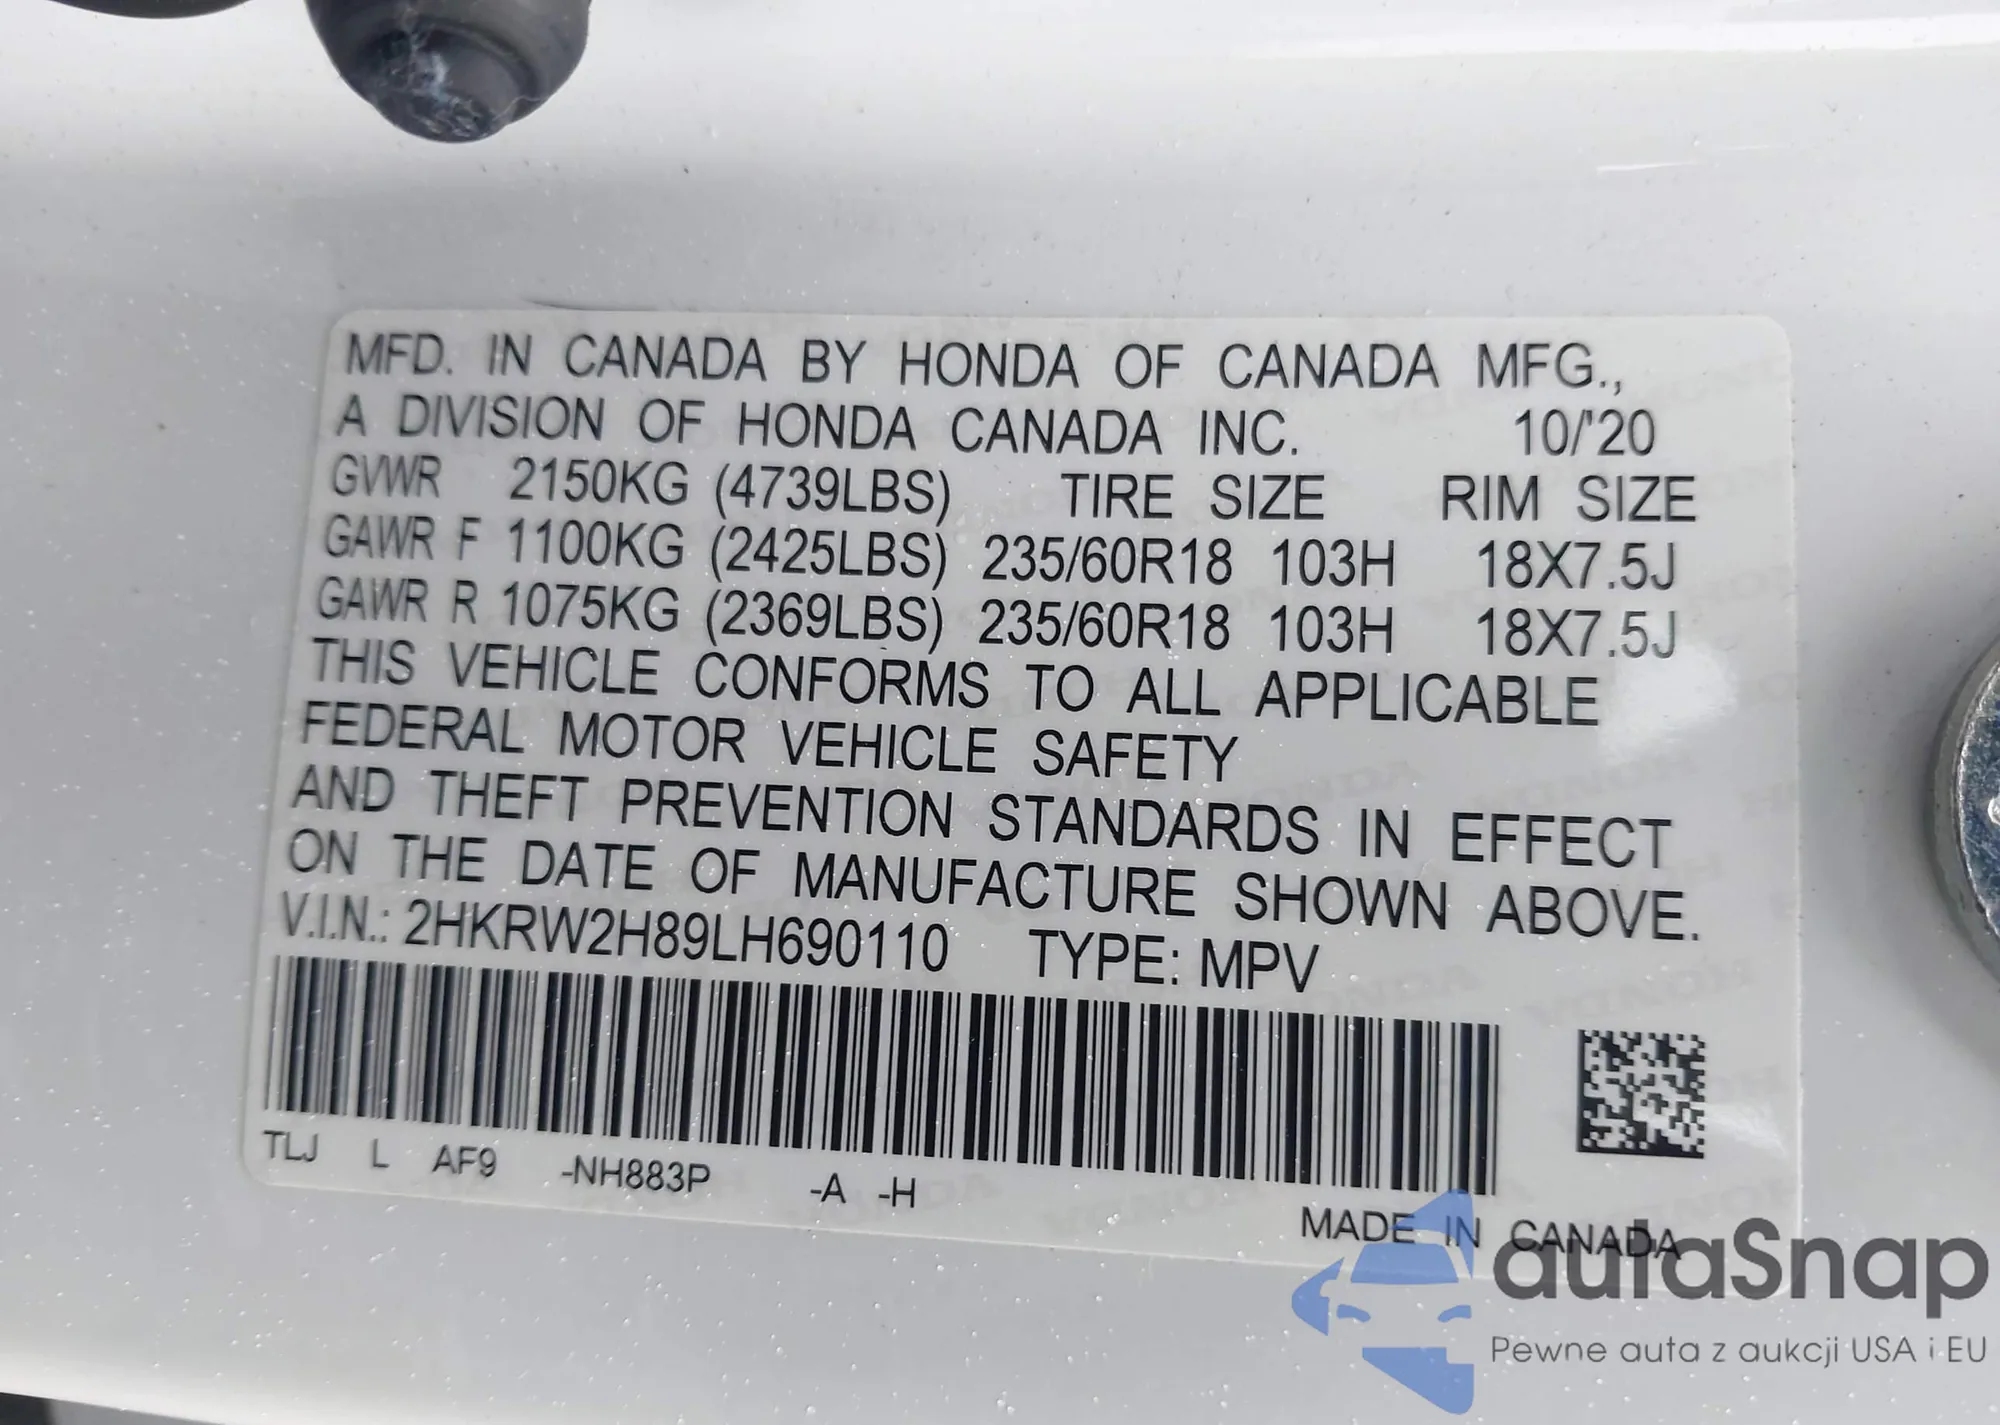 MFD. IN CANADA BY HONDA OF CANADA MFG.,
A DIVISION OF HONDA CANADA INC. 10/'20
GVWR 2150KG (4739LBS) TIRE SIZE RIM SIZE
GAWR F 1100KG (2425LBS) 235/60R18 103H 18X7.5J
GAWR R 1075KG (2369LBS) 235/60R18 103H 18X7.5J
THIS VEHICLE CONFORMS TO ALL APPLICABLE
FEDERAL MOTOR VEHICLE SAFETY
AND THEFT PREVENTION STANDARDS IN EFFECT
ON THE DATE OF MANUFACTURE SHOWN ABOVE.
V.I.N.: 2HKRW2H89LH690110 TYPE: MPV
TLJ L AF9 -NH883P -A -H
MADE IN CANADA
autaSnap
Pewne auta z aukcji USA i EU